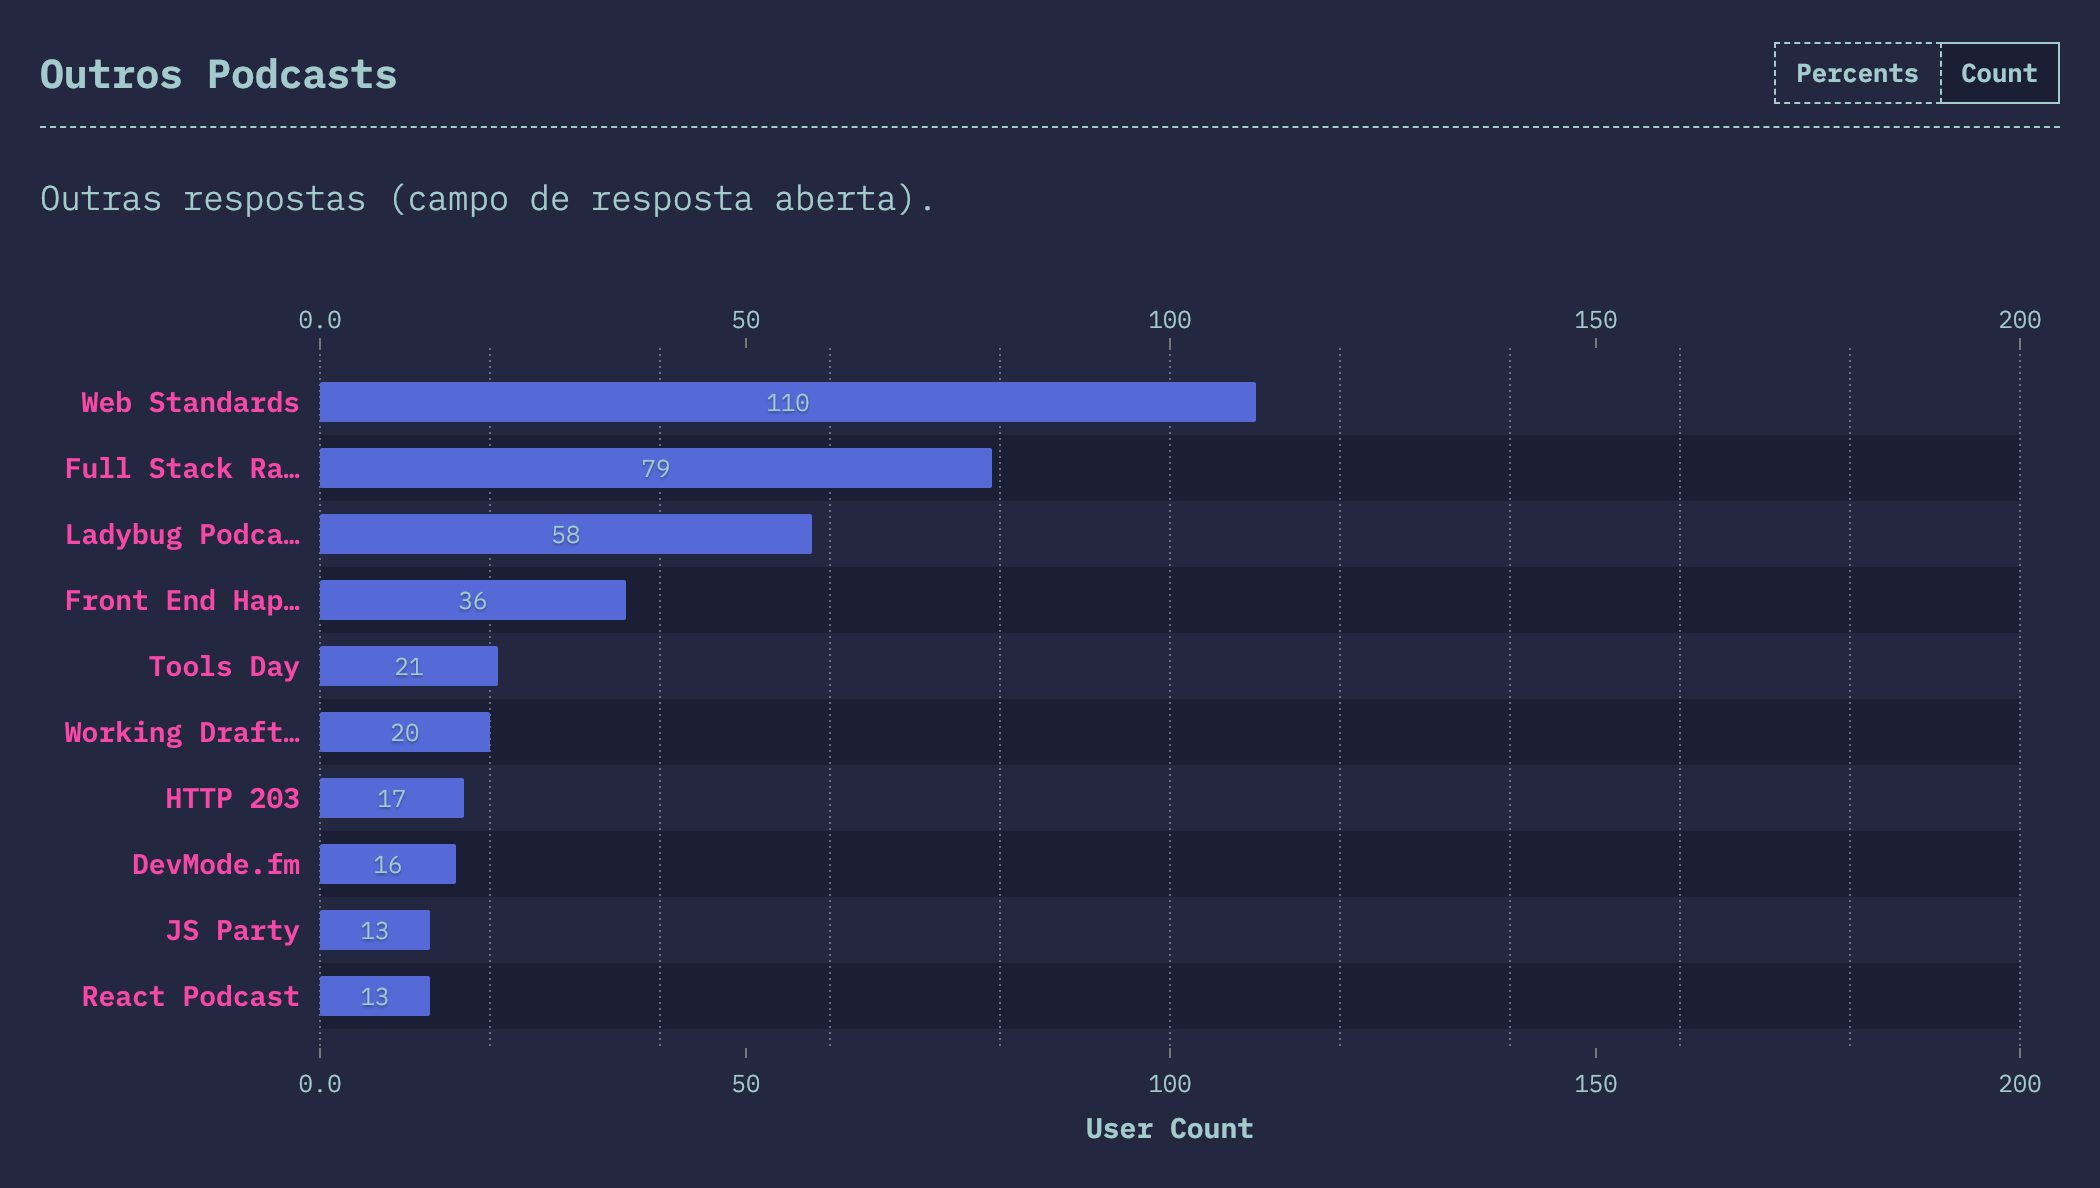 Outros Podcasts
Percents Count
Outras respostas (campo de resposta aberta).
0.0 50 100 150 200
Web Standards 110
Full Stack Ra… 79
Ladybug Podca… 58
Front End Hap… 36
Tools Day 21
Working Draft… 20
HTTP 203 17
DevMode.fm 16
JS Party 13
React Podcast 13
0.0 50 100 150 200
User Count